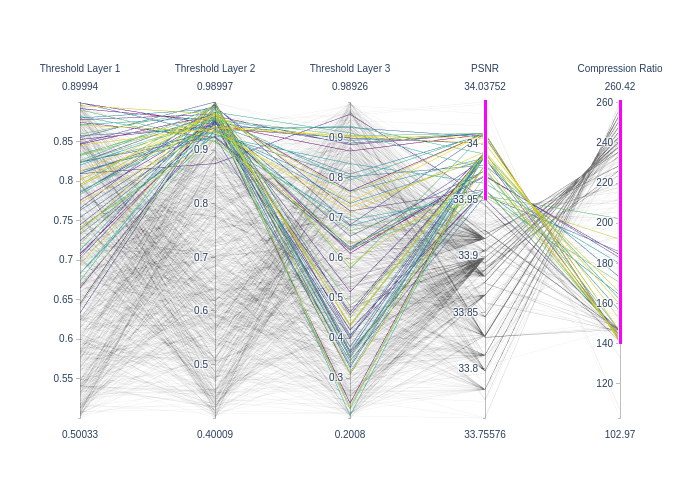 Threshold Layer 1 Threshold Layer 2 Threshold Layer 3 PSNR Compression Ratio
0.89994 0.98997 0.98926 34.03752 260.42
260
0.85 0.9 0.9 34 240
0.8 0.8 0.8 33.95 220
0.75 0.7 200
0.7 0.7 0.6 33.9 180
0.65 0.6 0.5 33.85 160
0.6 0.4 140
0.55 0.5 0.3 33.8 120
0.50033 0.40009 0.2008 33.75576 102.97